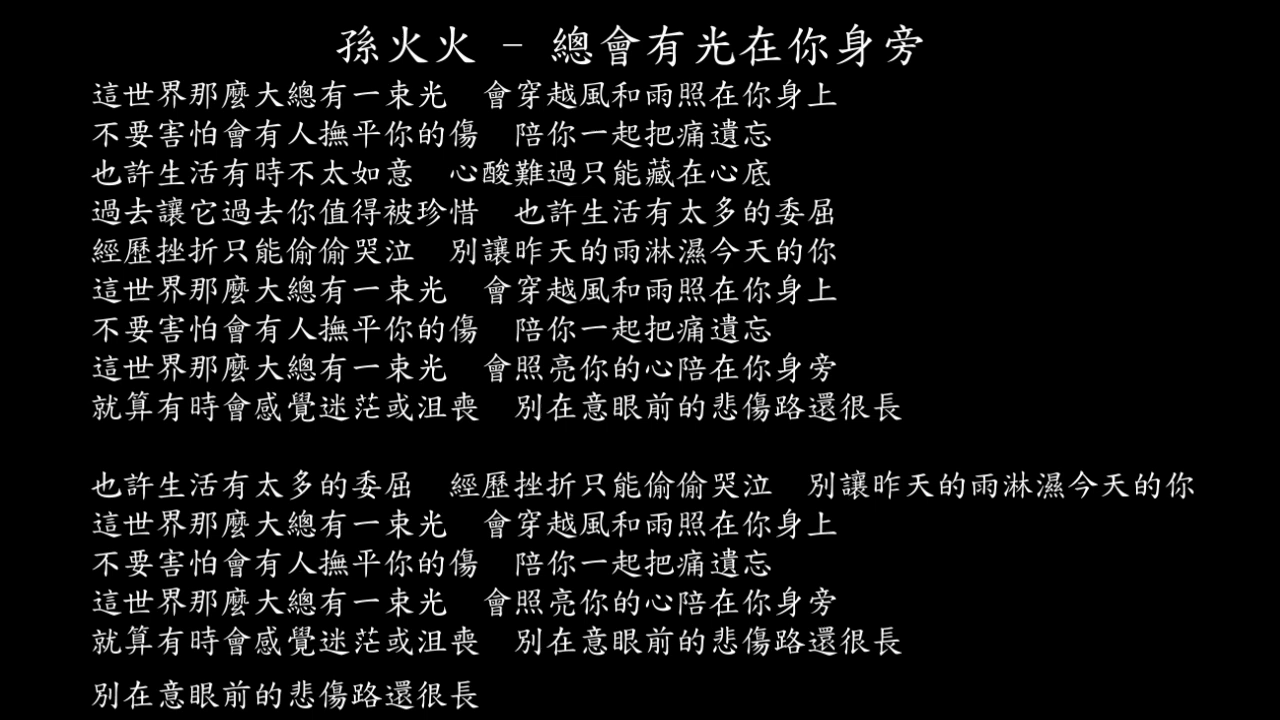 孫火火 - 總會有光在你身旁
這世界那麼大總有一束光　會穿越風和雨照在你身上
不要害怕會有人撫平你的傷　陪你一起把痛遺忘
也許生活有時不太如意　心酸難過只能藏在心底
過去讓它過去你值得被珍惜　也許生活有太多的委屈
經歷挫折只能偷偷哭泣　別讓昨天的雨淋濕今天的你
這世界那麼大總有一束光　會穿越風和雨照在你身上
不要害怕會有人撫平你的傷　陪你一起把痛遺忘
這世界那麼大總有一束光　會照亮你的心陪在你身旁
就算有時會感覺迷茫或沮喪　別在意眼前的悲傷路還很長
也許生活有太多的委屈　經歷挫折只能偷偷哭泣　別讓昨天的雨淋濕今天的你
這世界那麼大總有一束光　會穿越風和雨照在你身上
不要害怕會有人撫平你的傷　陪你一起把痛遺忘
這世界那麼大總有一束光　會照亮你的心陪在你身旁
就算有時會感覺迷茫或沮喪　別在意眼前的悲傷路還很長
別在意眼前的悲傷路還很長